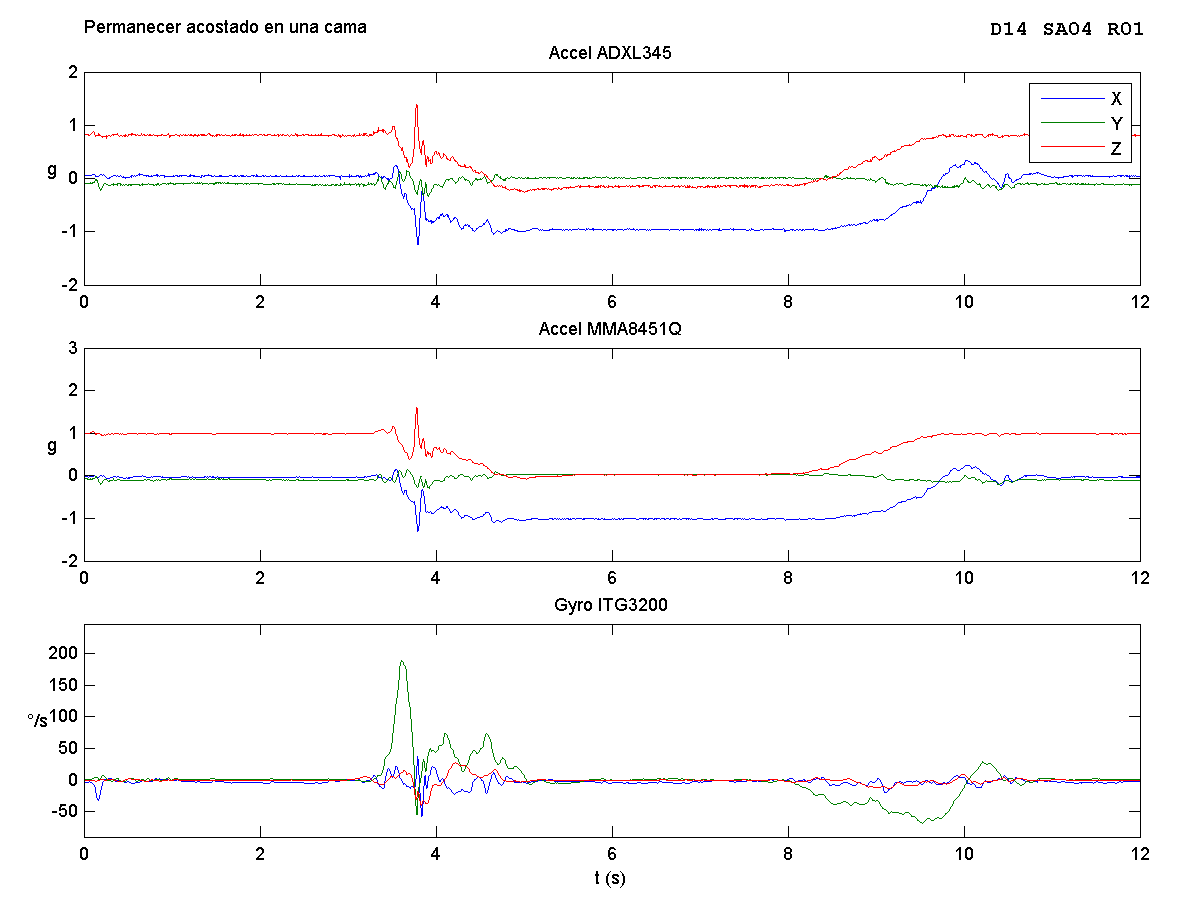 Permanecer acostado en una cama
D14 SA04 R01
Accel ADXL345
2
1
0
-1
-2
g
X
Y
Z
0 2 4 6 8 10 12
Accel MMA8451Q
3
2
1
0
-1
-2
g
0 2 4 6 8 10 12
Gyro ITG3200
200
150
100
50
0
-50
°/s
0 2 4 6 8 10 12
t (s)